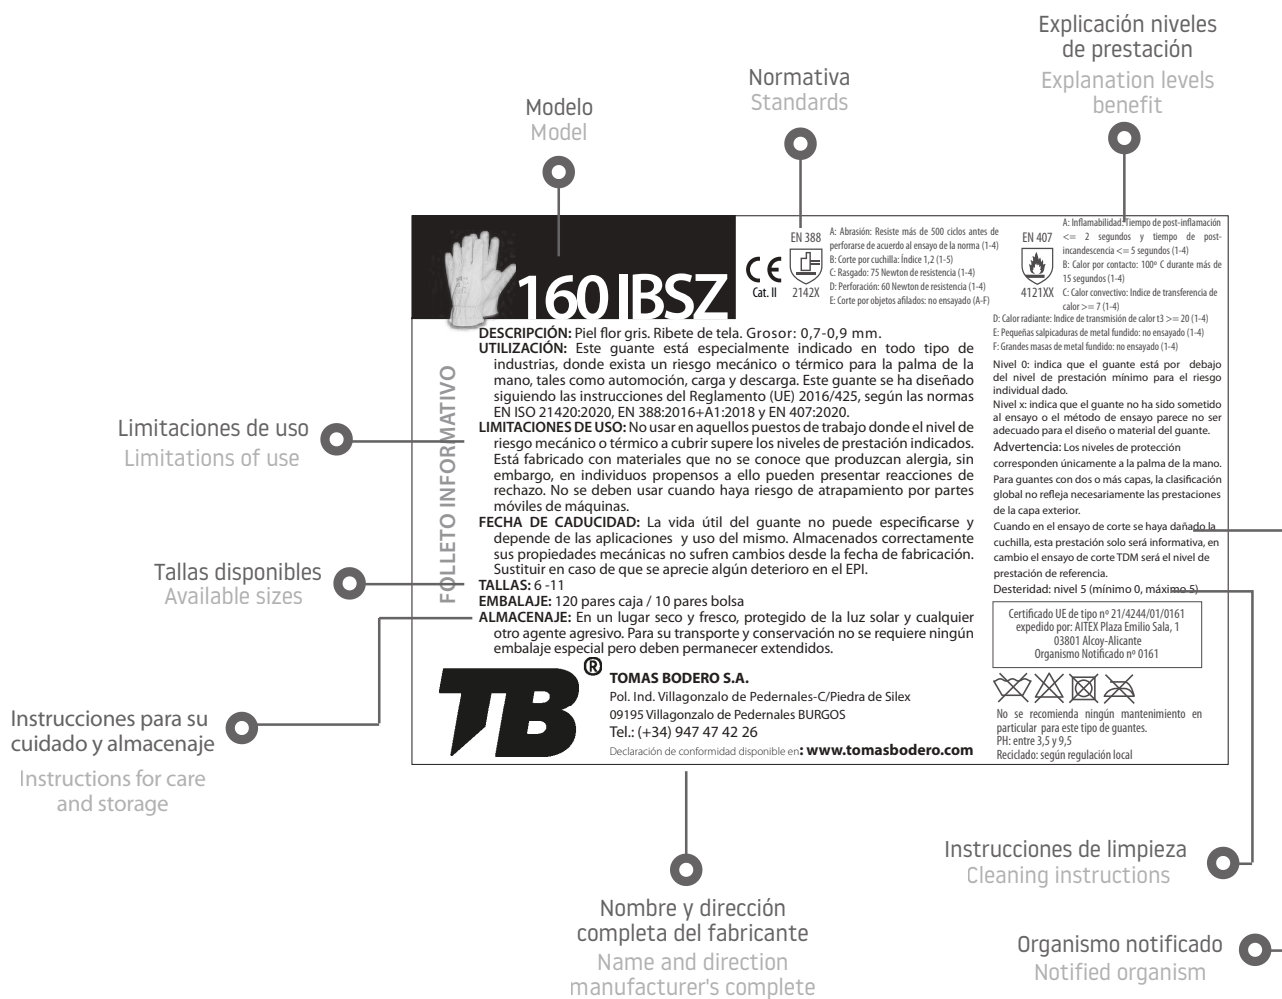 Explicación niveles
de prestación
Explanation levels
benefit
Normativa
Standards
Modelo
Model
160 IBSZ
CE
Cat. II
EN 388
2142X
A: Abrasión: Resiste más de 500 ciclos antes de
perforarse de acuerdo al ensayo de la norma (1-4)
B: Corte por cuchilla: Índice 1,2 (1-5)
C: Rasgado: 75 Newton de resistencia (1-4)
D: Perforación: 60 Newton de resistencia (1-4)
E: Corte por objetos afilados: no ensayado (A-F)
EN 407
4121XX
A: Inflamabilidad: Tiempo de post-inflamación
<= 2 segundos y tiempo de post-
incandescencia <= 5 segundos (1-4)
B: Calor por contacto: 100º C durante más de
15 segundos (1-4)
C: Calor convectivo: Indice de transferencia de
calor >= 7 (1-4)
D: Calor radiante: Indice de transmisión de calor t3 >= 20 (1-4)
E: Pequeñas salpicaduras de metal fundido: no ensayado (1-4)
F: Grandes masas de metal fundido: no ensayado (1-4)
Nivel 0: indica que el guante está por debajo
del nivel de prestación mínimo para el riesgo
individual dado.
Nivel x: indica que el guante no ha sido sometido
al ensayo o el método de ensayo parece no ser
adecuado para el diseño o material del guante.
Advertencia: Los niveles de protección
corresponden únicamente a la palma de la mano.
Para guantes con dos o más capas, la clasificación
global no refleja necesariamente las prestaciones
de la capa exterior.
Cuando en el ensayo de corte se haya dañado la
cuchilla, esta prestación solo será informativa, en
cambio el ensayo de corte TDM será el nivel de
prestación de referencia.
Desteridad: nivel 5 (mínimo 0, máximo 5)
Certificado UE de tipo nº 21/4244/01/0161
expedido por: AITEX Plaza Emilio Sala, 1
03801 Alcoy-Alicante
Organismo Notificado nº 0161
No se recomienda ningún mantenimiento en
particular para este tipo de guantes.
PH: entre 3,5 y 9,5
Reciclado: según regulación local
FOLLETO INFORMATIVO
DESCRIPCIÓN: Piel flor gris. Ribete de tela. Grosor: 0,7-0,9 mm.
UTILIZACIÓN: Este guante está especialmente indicado en todo tipo de
industrias, donde exista un riesgo mecánico o térmico para la palma de la
mano, tales como automoción, carga y descarga. Este guante se ha diseñado
siguiendo las instrucciones del Reglamento (UE) 2016/425, según las normas
EN ISO 21420:2020, EN 388:2016+A1:2018 y EN 407:2020.
LIMITACIONES DE USO: No usar en aquellos puestos de trabajo donde el nivel de
riesgo mecánico o térmico a cubrir supere los niveles de prestación indicados.
Está fabricado con materiales que no se conoce que produzcan alergia, sin
embargo, en individuos propensos a ello pueden presentar reacciones de
rechazo. No se deben usar cuando haya riesgo de atrapamiento por partes
móviles de máquinas.
FECHA DE CADUCIDAD: La vida útil del guante no puede especificarse y
depende de las aplicaciones y uso del mismo. Almacenados correctamente
sus propiedades mecánicas no sufren cambios desde la fecha de fabricación.
Sustituir en caso de que se aprecie algún deterioro en el EPI.
TALLAS: 6 -11
EMBALAJE: 120 pares caja / 10 pares bolsa
ALMACENAJE: En un lugar seco y fresco, protegido de la luz solar y cualquier
otro agente agresivo. Para su transporte y conservación no se requiere ningún
embalaje especial pero deben permanecer extendidos.
TB®
TOMAS BODERO S.A.
Pol. Ind. Villagonzalo de Pedernales-C/Piedra de Silex
09195 Villagonzalo de Pedernales BURGOS
Tel.: (+34) 947 47 42 26
Declaración de conformidad disponible en: www.tomasbodero.com
Limitaciones de uso
Limitations of use
Tallas disponibles
Available sizes
Instrucciones para su
cuidado y almacenaje
Instructions for care
and storage
Instrucciones de limpieza
Cleaning instructions
Nombre y dirección
completa del fabricante
Name and direction
manufacturer's complete
Organismo notificado
Notified organism